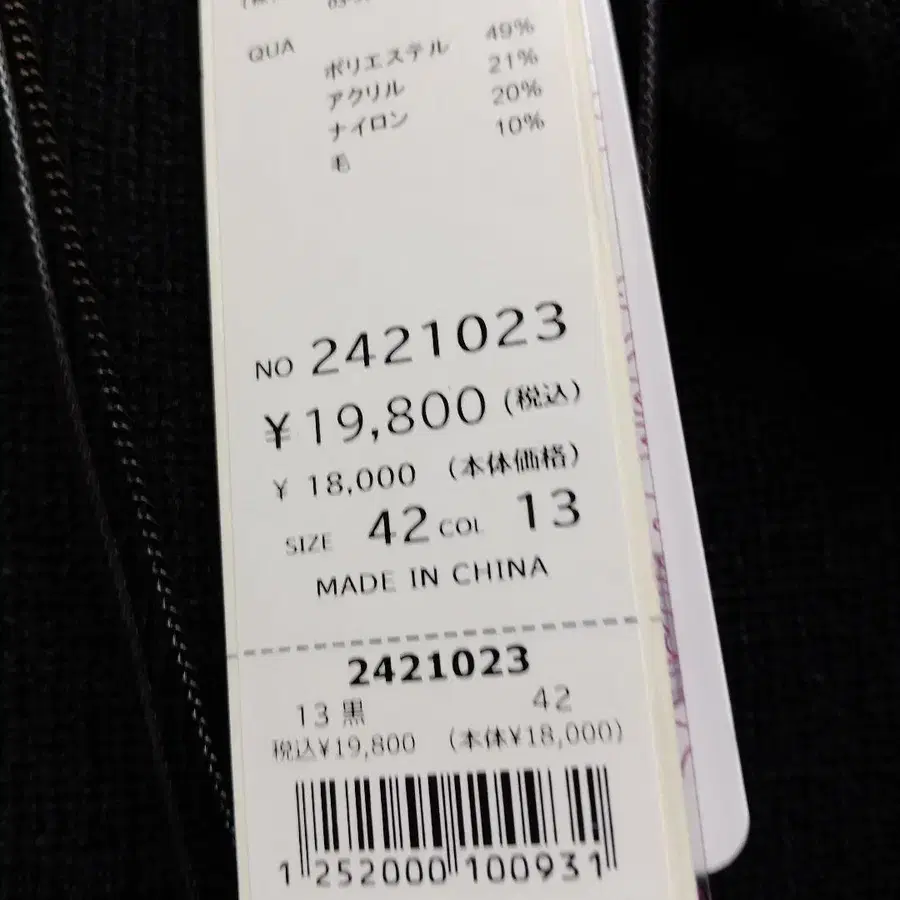 QUA
ポリエステル 49%
アクリル 21%
ナイロン 20%
毛 10%
NO 2421023
¥19,800 (税込)
¥ 18,000 (本体価格)
SIZE 42 COL 13
MADE IN CHINA
2421023
13 黒 42
税込¥19,800 (本体¥18,000)
1 252000 100931